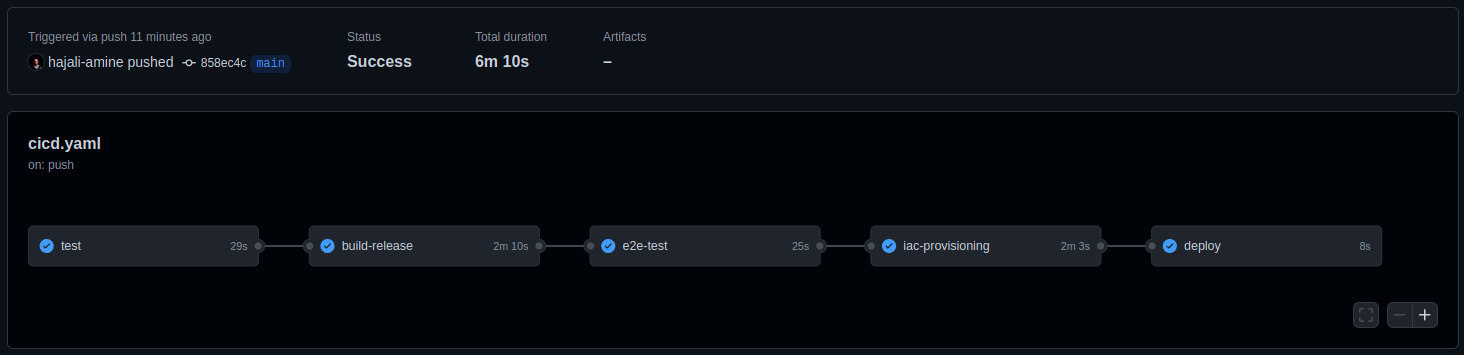 Triggered via push 11 minutes ago
hajali-amine pushed 858ec4c main
Status
Success
Total duration
6m 10s
Artifacts
–
cicd.yaml
on: push
test 29s
build-release 2m 10s
e2e-test 25s
iac-provisioning 2m 3s
deploy 8s